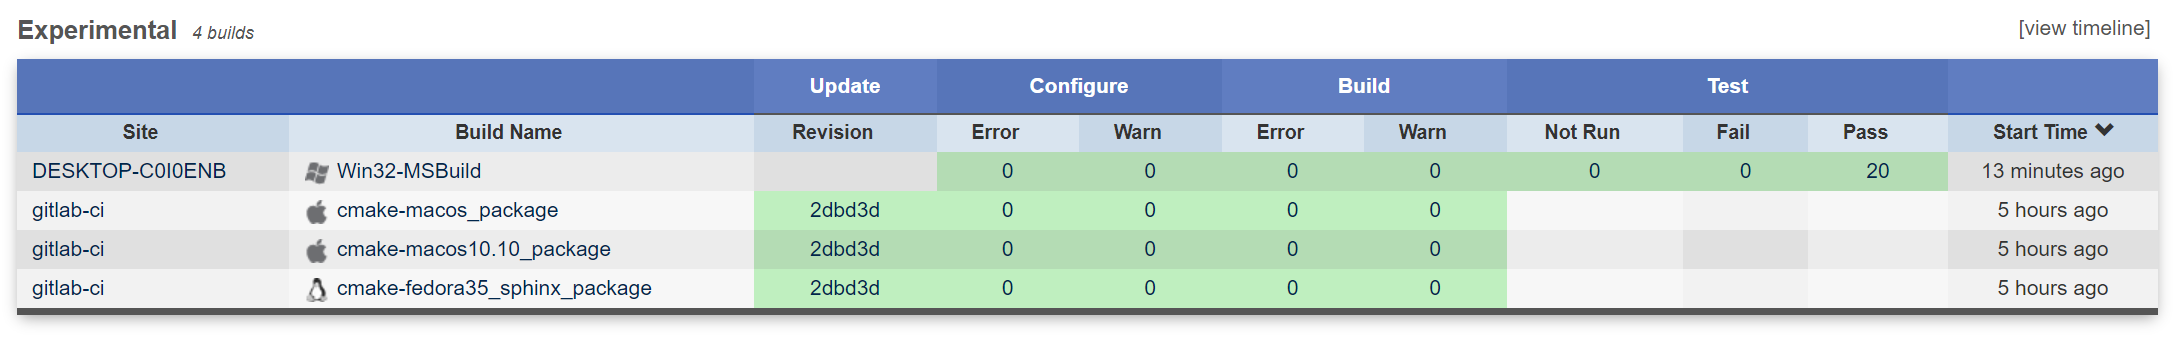 Experimental 4 builds [view timeline]
Update Configure Build Test
Site Build Name Revision Error Warn Error Warn Not Run Fail Pass Start Time
DESKTOP-C0I0ENB Win32-MSBuild 0 0 0 0 0 0 20 13 minutes ago
gitlab-ci cmake-macos_package 2dbd3d 0 0 0 0 5 hours ago
gitlab-ci cmake-macos10.10_package 2dbd3d 0 0 0 0 5 hours ago
gitlab-ci cmake-fedora35_sphinx_package 2dbd3d 0 0 0 0 5 hours ago